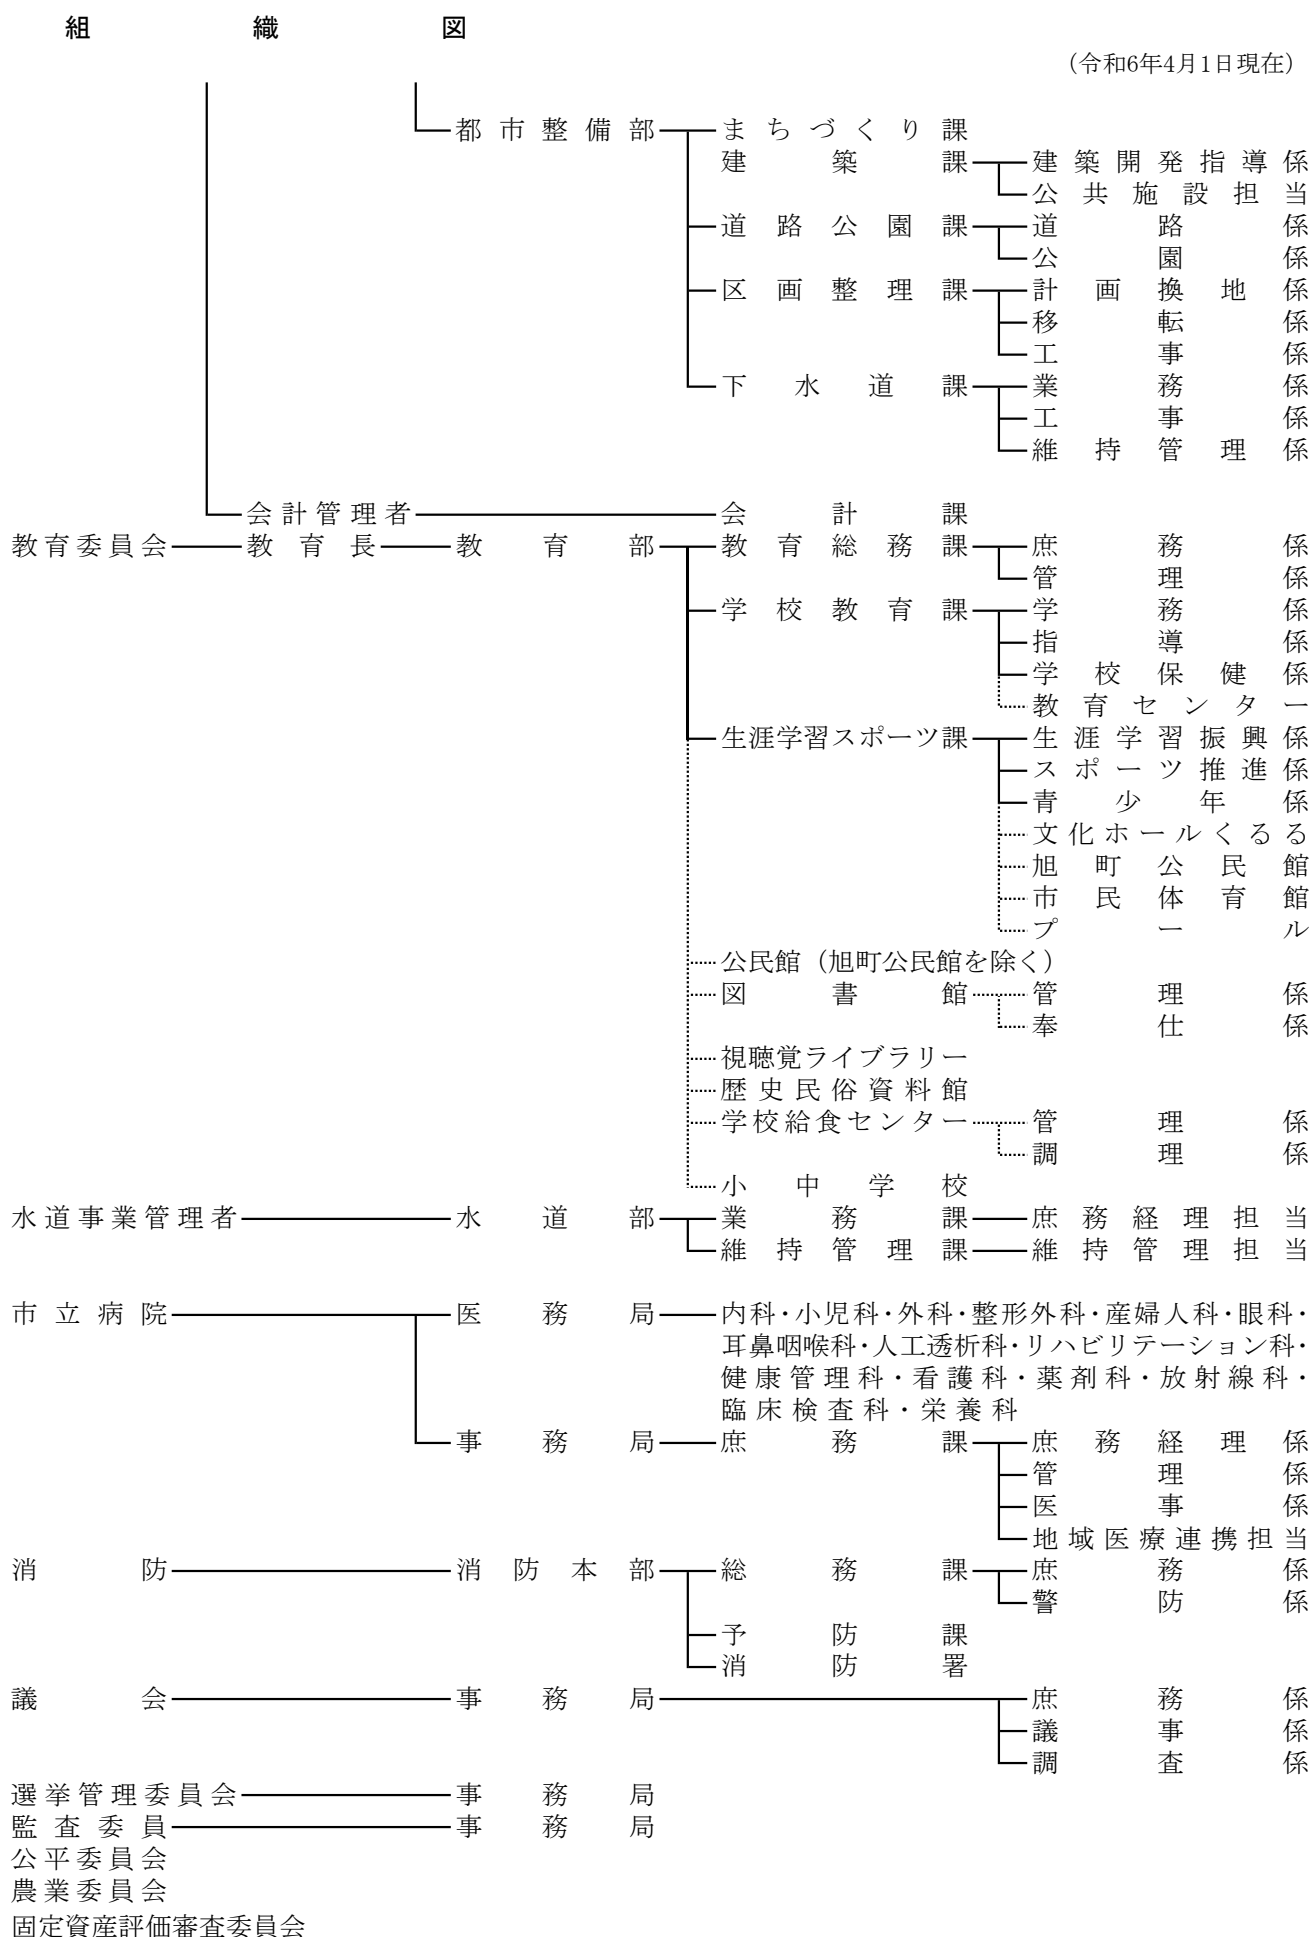 組織図
（令和6年4月1日現在）
都市整備部 まちづくり課
建築課 建築開発指導係
公共施設担当
道路公園課 道路係
公園係
区画整理課 計画換地係
移転係
工事係
下水道課 業務係
工事係
維持管理係
会計管理者 会計課
教育委員会 教育長 教育部 教育総務課 庶務係
管理係
学校教育課 学務係
指導係
学校保健係
教育センター
生涯学習スポーツ課 生涯学習振興係
スポーツ推進係
青少年係
文化ホールくるる
旭町公民館
市民体育館
プール
公民館（旭町公民館を除く）
図書館 管理係
奉仕係
視聴覚ライブラリー
歴史民俗資料館
学校給食センター 管理係
調理係
小中学校
水道事業管理者 水道部 業務課 庶務経理担当
維持管理課 維持管理担当
市立病院 医務局 内科・小児科・外科・整形外科・産婦人科・眼科・
耳鼻咽喉科・人工透析科・リハビリテーション科・
健康管理科・看護科・薬剤科・放射線科・
臨床検査科・栄養科
事務局 庶務課 庶務経理係
管理係
医事係
地域医療連携担当
消防 消防本部 総務課 庶務係
警防係
予防課
消防署
議会 事務局 庶務係
議事係
調査係
選挙管理委員会 事務局
監査委員 事務局
公平委員会
農業委員会
固定資産評価審査委員会